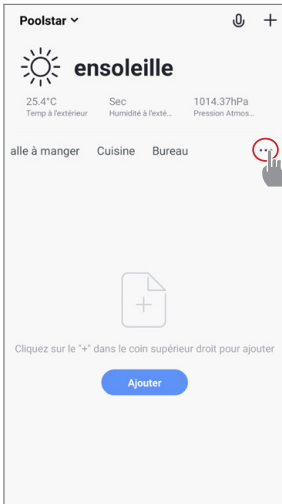 Poolstar
ensoleille
25.4°C Sec 1014.37hPa
Temp à l'extérieur Humidité à l'exté... Pression Atmos...
alle à manger Cuisine Bureau ...
Cliquez sur le "+" dans le coin supérieur droit pour ajouter
Ajouter